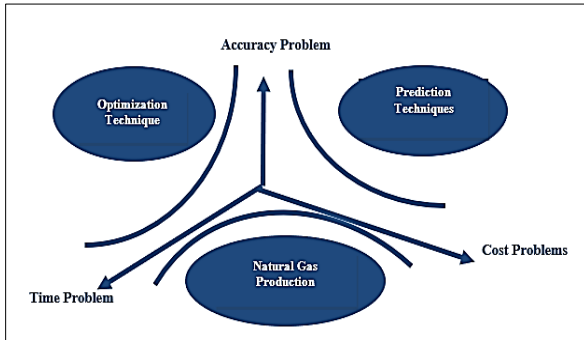 Accuracy Problem
Optimization
Technique
Prediction
Techniques
Cost Problems
Natural Gas
Production
Time Problem